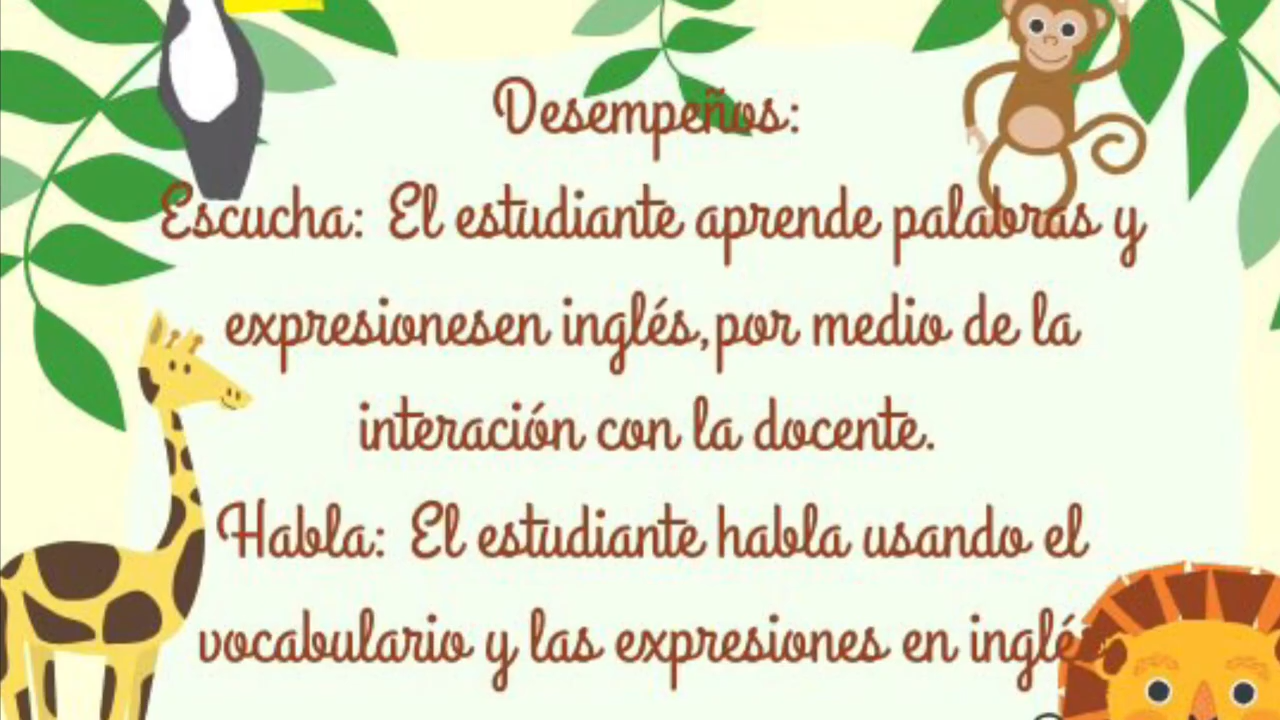 Desempeños:
Escucha: El estudiante aprende palabras y
expresionesen inglés,por medio de la
interación con la docente.
Habla: El estudiante habla usando el
vocabulario y las expresiones en inglés